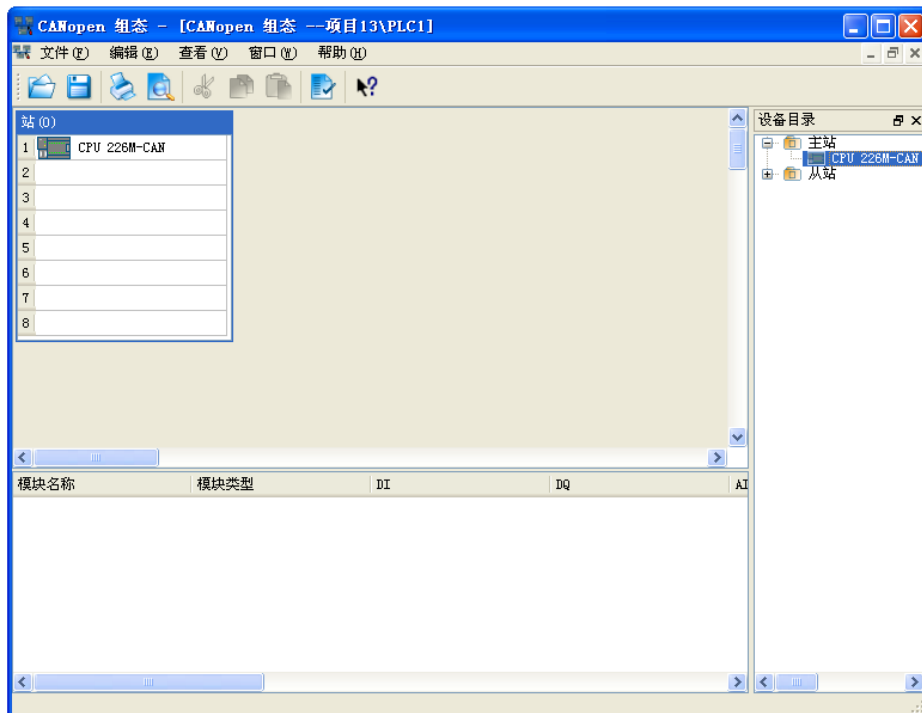 CANopen 组态 - [CANopen 组态 --项目13\PLC1]
文件(F) 编辑(E) 查看(V) 窗口(W) 帮助(H)
站(0)
1 CPU 226M-CAN
2
3
4
5
6
7
8
设备目录
主站
CPU 226M-CAN
从站
模块名称 模块类型 DI DQ AI